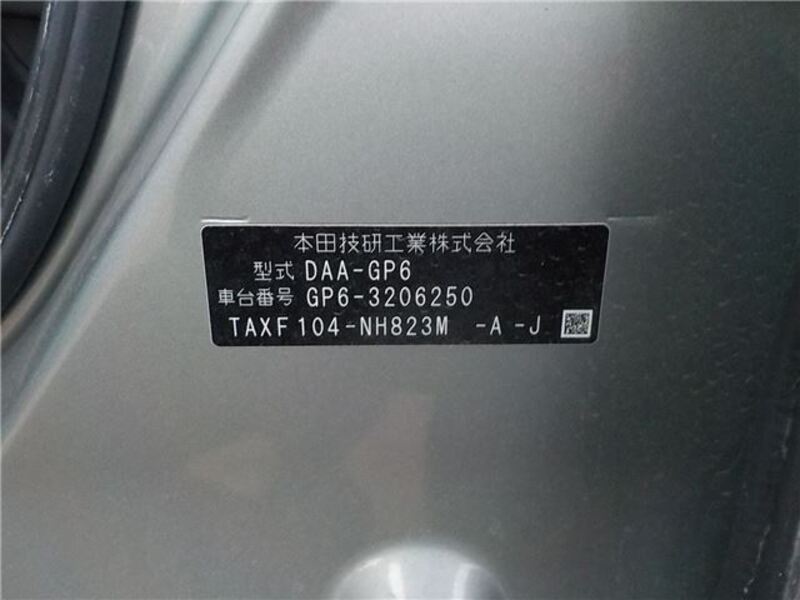 本田技研工業株式会社
型式 DAA-GP6
車台番号 GP6-3206250
TAXF104-NH823M -A -J